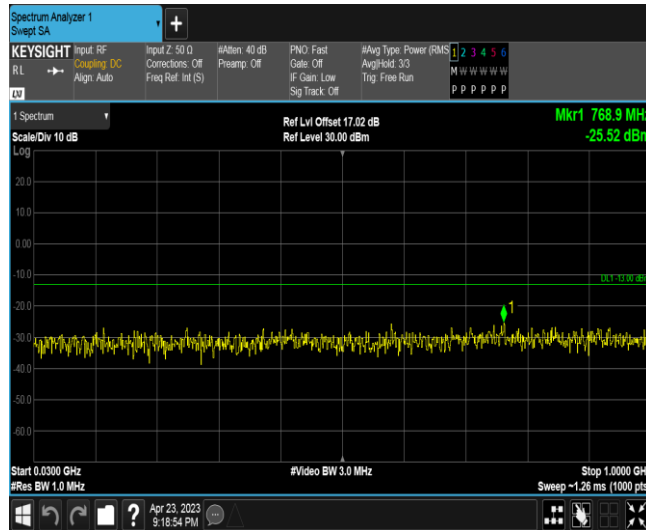 Spectrum Analyzer 1
Swept SA
+
KEYSIGHT
RL
LXI
Input: RF
Coupling: DC
Align: Auto
Input Z: 50 Ω
Corrections: Off
Freq Ref: Int (S)
#Atten: 40 dB
Preamp: Off
PNO: Fast
Gate: Off
IF Gain: Low
Sig Track: Off
#Avg Type: Power (RMS
Avg|Hold: 3/3
Trig: Free Run
1 2 3 4 5 6
M W W W W W
P P P P P P
1 Spectrum
Scale/Div 10 dB
Log
Ref Lvl Offset 17.02 dB
Ref Level 30.00 dBm
Mkr1 768.9 MHz
-25.52 dBm
20.0
10.0
0.00
-10.0
DL1 -13.00 dBm
-20.0
1
-30.0
-40.0
-50.0
-60.0
Start 0.0300 GHz
#Res BW 1.0 MHz
#Video BW 3.0 MHz
Stop 1.0000 GH
Sweep ~1.26 ms (1000 pts
?
Apr 23, 2023
9:18:54 PM